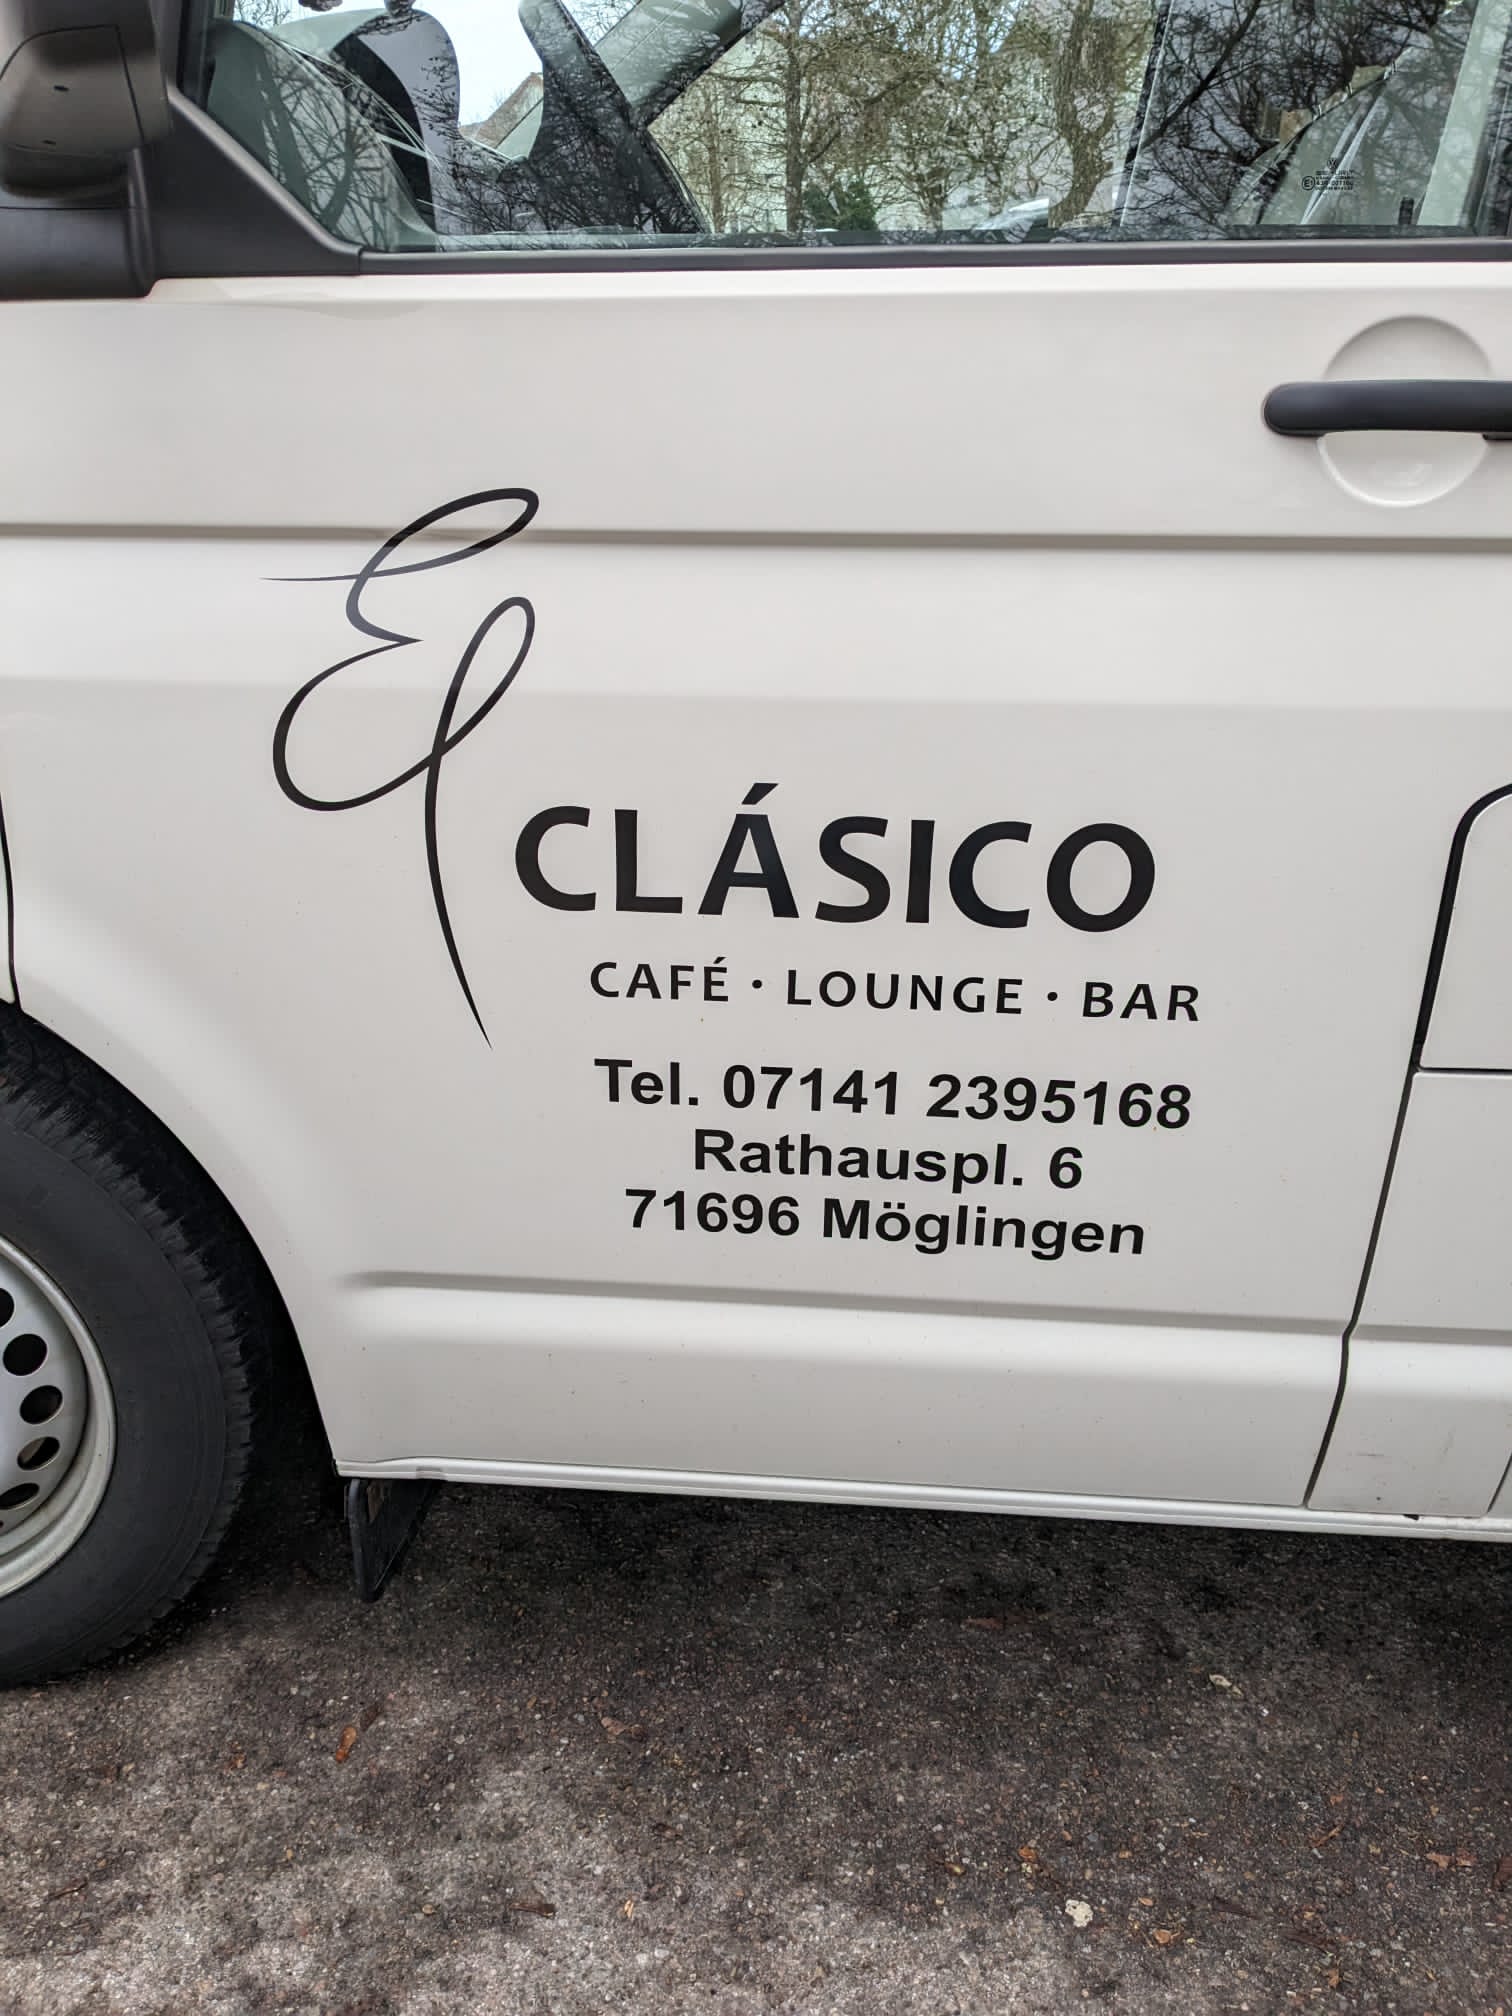 El
CLÁSICO
CAFÉ · LOUNGE · BAR
Tel. 07141 2395168
Rathauspl. 6
71696 Möglingen